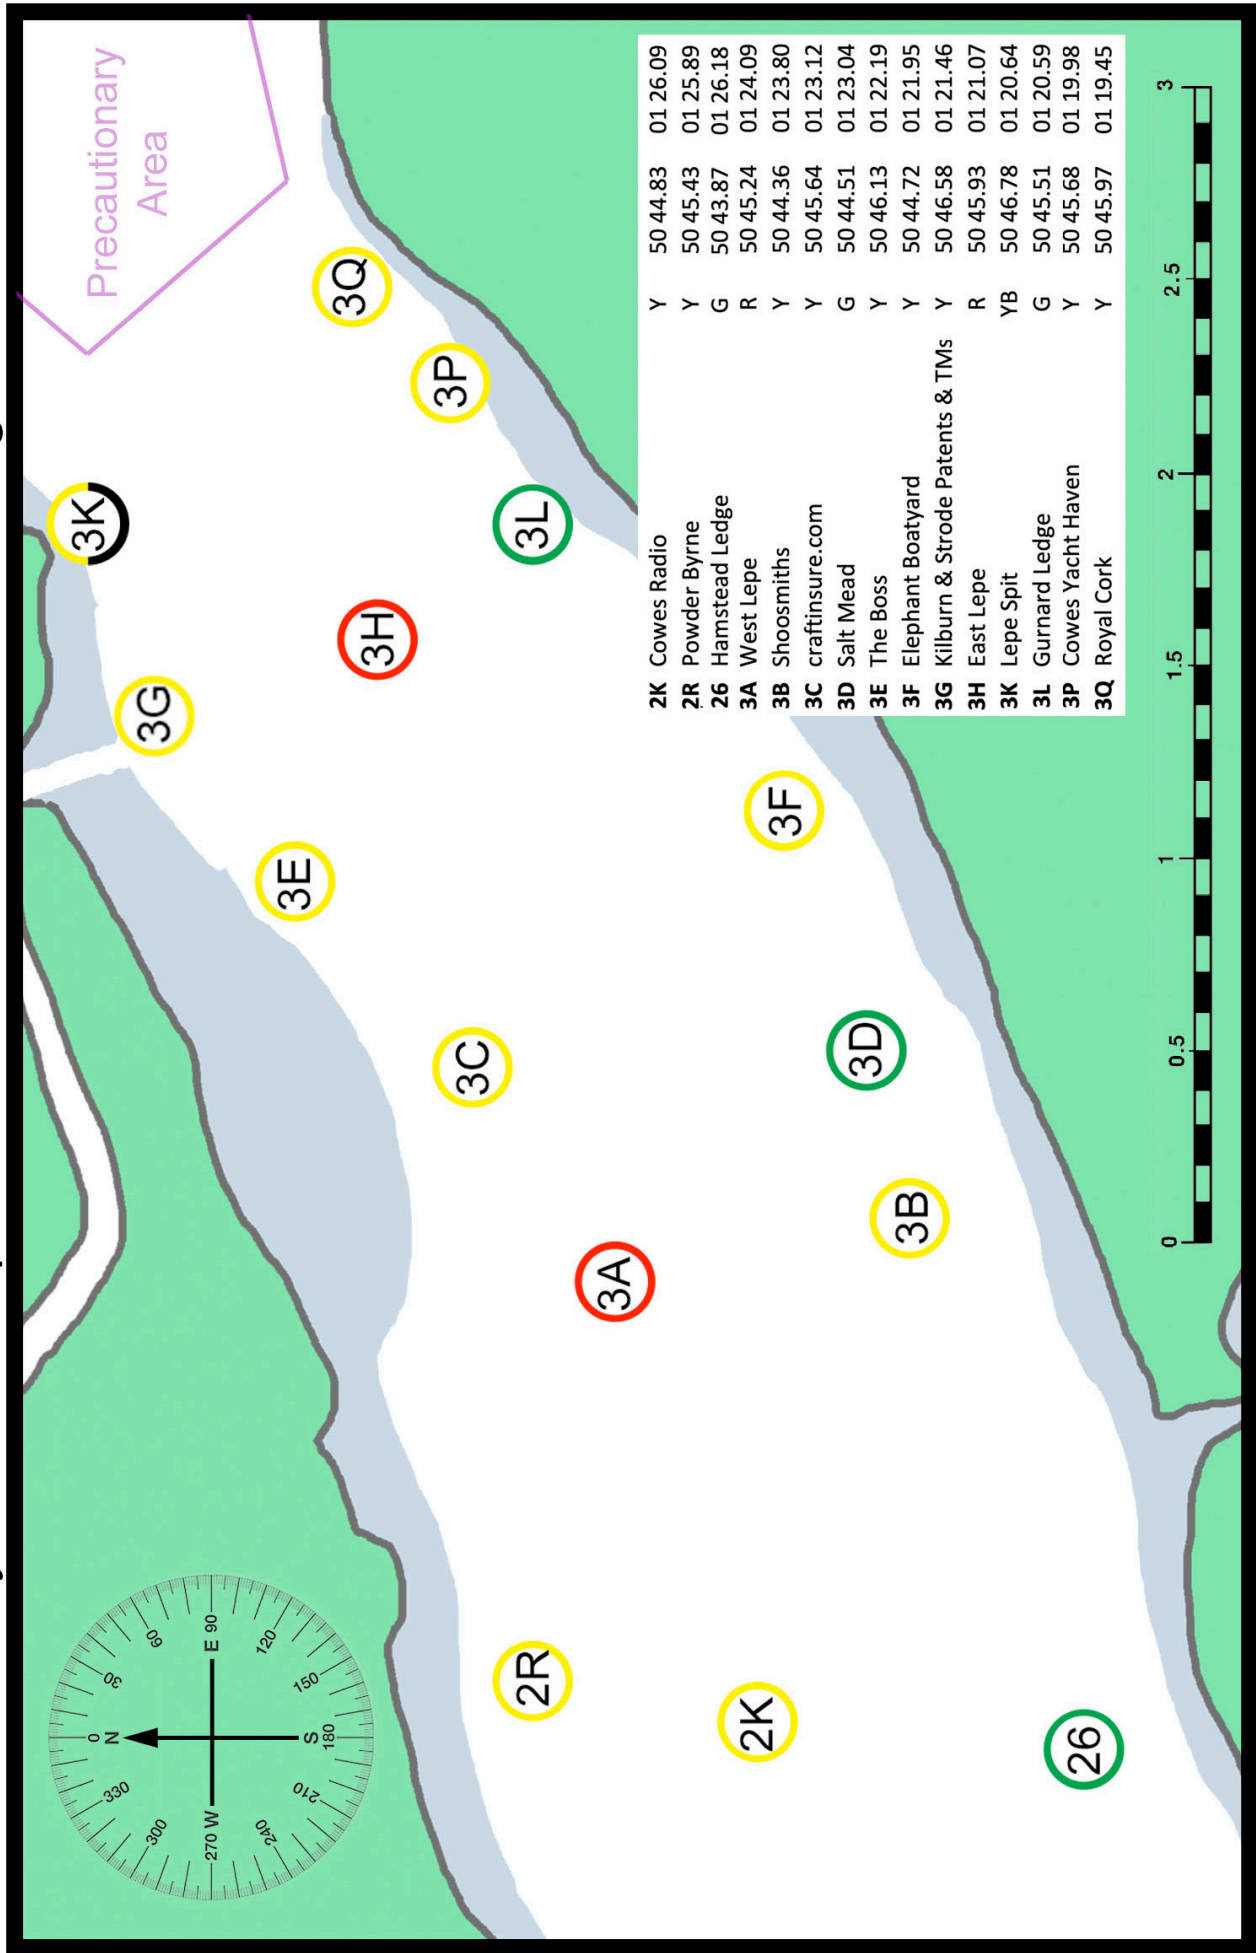 Precautionary
Area
3K
3G
3Q
3H
3P
3E
3L
3C
2R
3A
2K
3F
3D
3B
26
0
N
30
60
E 90
120
150
S
180
210
240
270 W
300
330
2K Cowes Radio Y 50 44.83 01 26.09
2R Powder Byrne Y 50 45.43 01 25.89
26 Hamstead Ledge G 50 43.87 01 26.18
3A West Lepe R 50 45.24 01 24.09
3B Shoosmiths Y 50 44.36 01 23.80
3C craftinsure.com Y 50 45.64 01 23.12
3D Salt Mead G 50 44.51 01 23.04
3E The Boss Y 50 46.13 01 22.19
3F Elephant Boatyard Y 50 44.72 01 21.95
3G Kilburn & Strode Patents & TMs Y 50 46.58 01 21.46
3H East Lepe R 50 45.93 01 21.07
3K Lepe Spit YB 50 46.78 01 20.64
3L Gurnard Ledge G 50 45.51 01 20.59
3P Cowes Yacht Haven Y 50 45.68 01 19.98
3Q Royal Cork Y 50 45.97 01 19.45
0 0.5 1 1.5 2 2.5 3